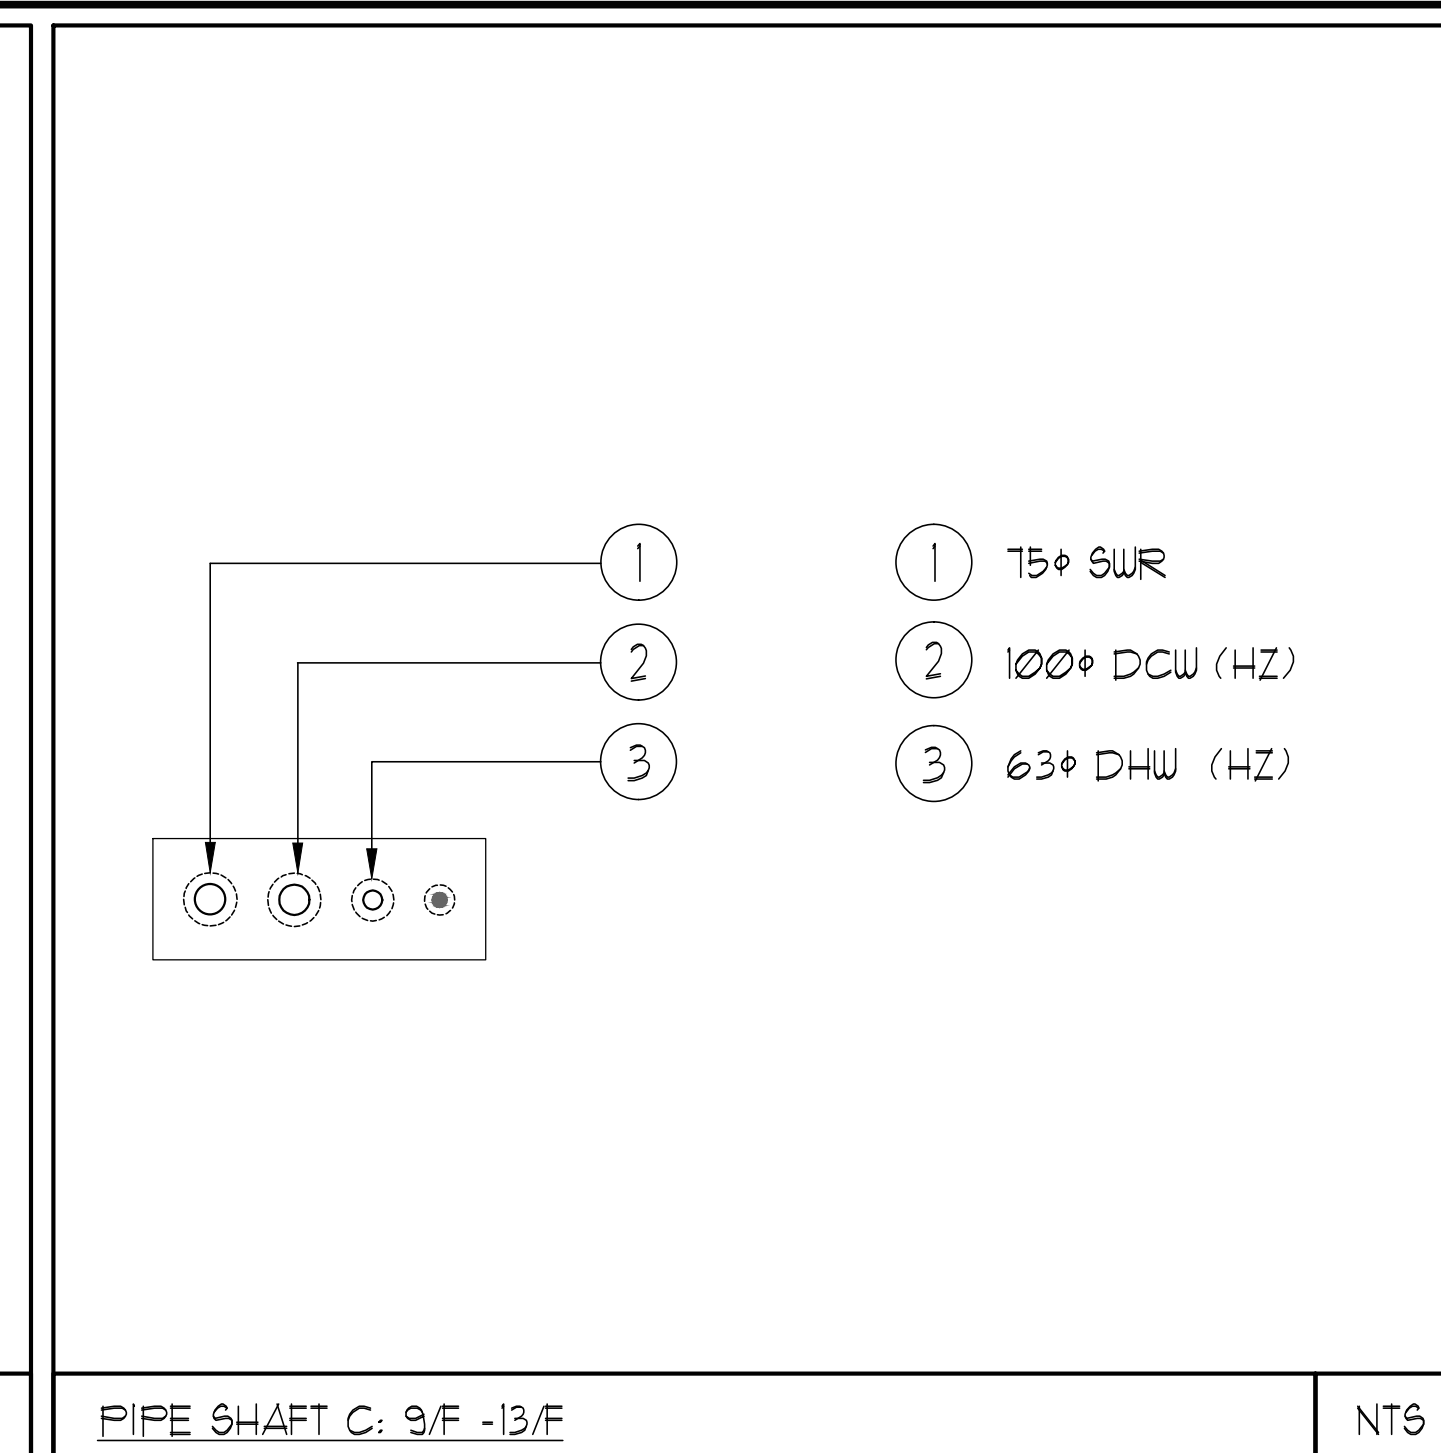 1
2
3
1 75φ SWR
2 100φ DCW (HZ)
3 63φ DHW (HZ)
PIPE SHAFT C: 9/F -13/F
NTS